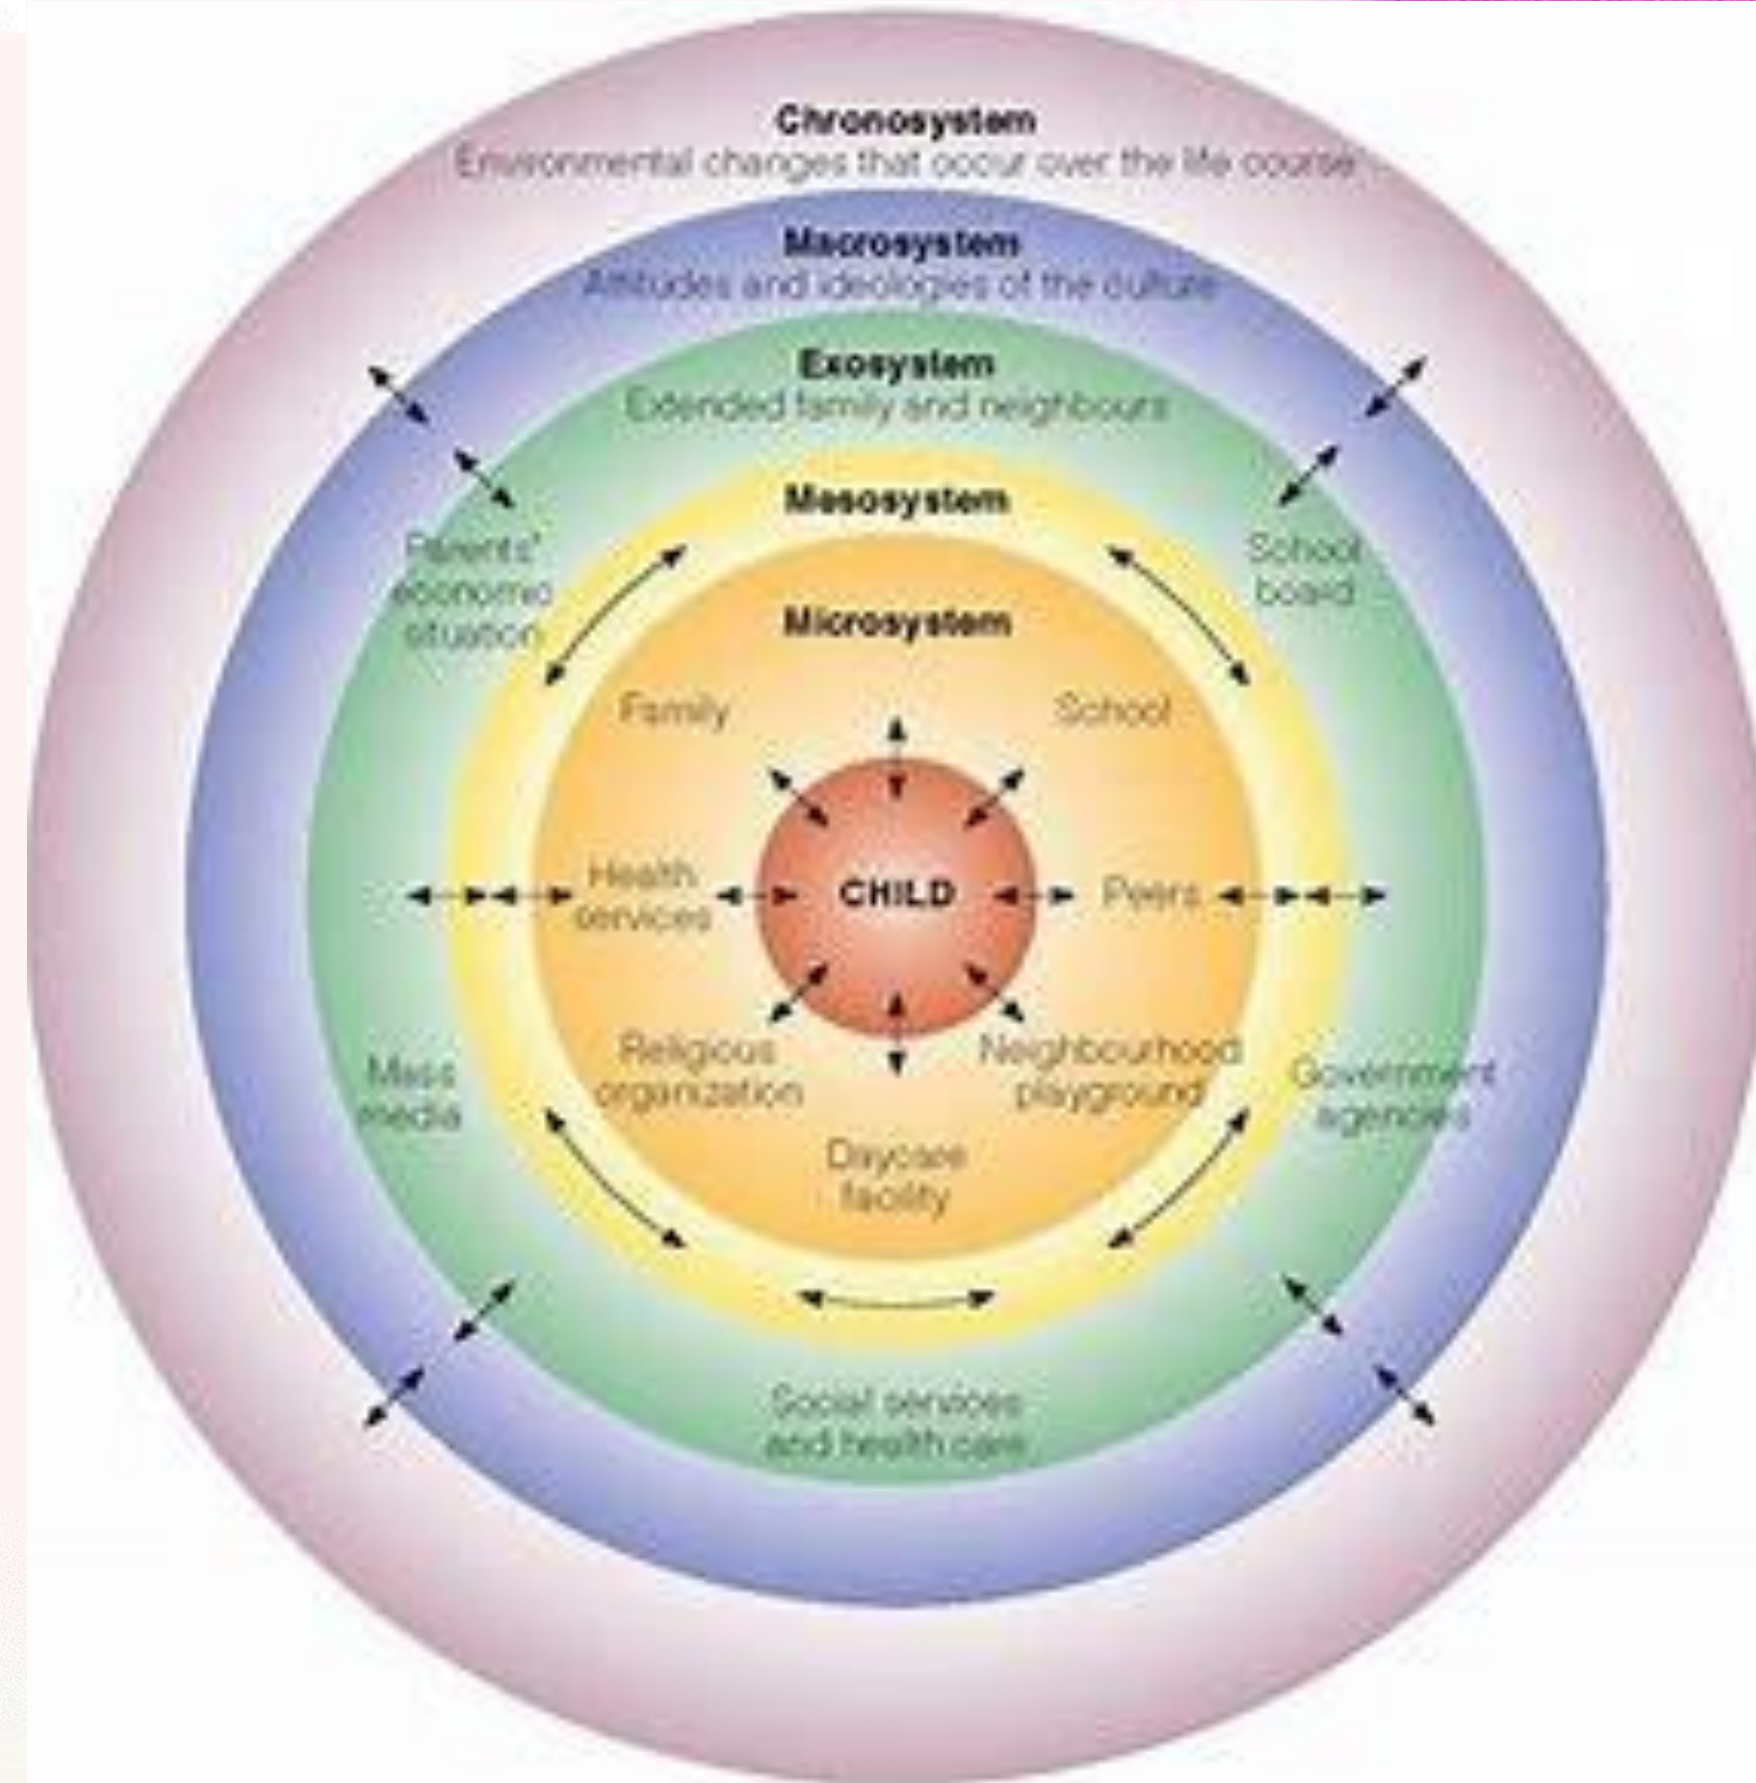 Chronosystem
Environmental changes that occur over the life course
Macrosystem
Attitudes and ideologies of the culture
Exosystem
Extended family and neighbours
Mesosystem
Parents'
economic
situation
School
board
Microsystem
Family
School
Health
services
CHILD
Peers
Religious
organization
Neighbourhood
playground
Mass
media
Government
agencies
Daycare
facility
Social services
and health care